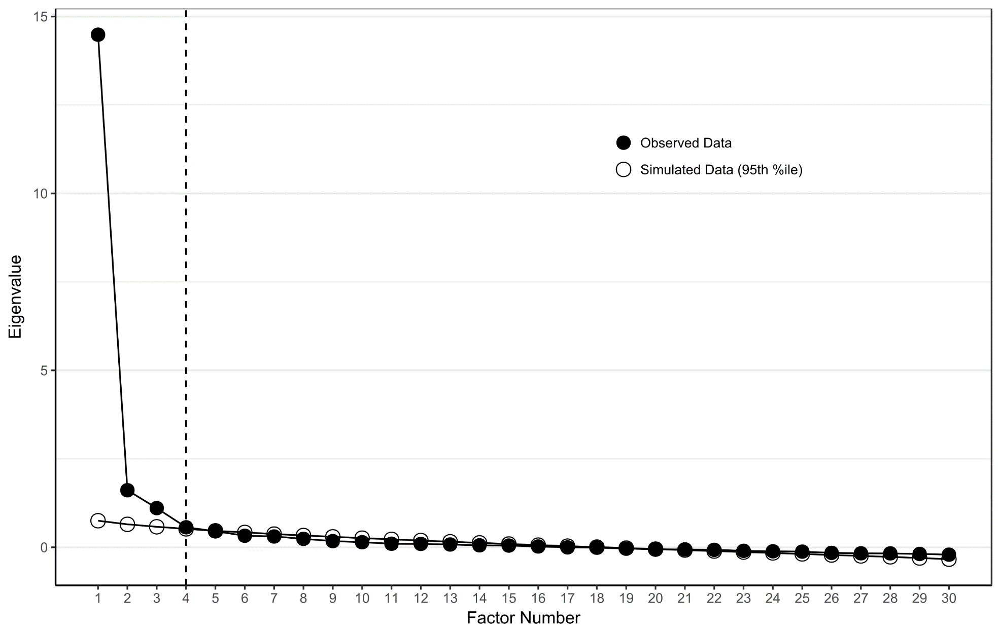 15
10
5
0
Eigenvalue
Observed Data
Simulated Data (95th %ile)
1 2 3 4 5 6 7 8 9 10 11 12 13 14 15 16 17 18 19 20 21 22 23 24 25 26 27 28 29 30
Factor Number